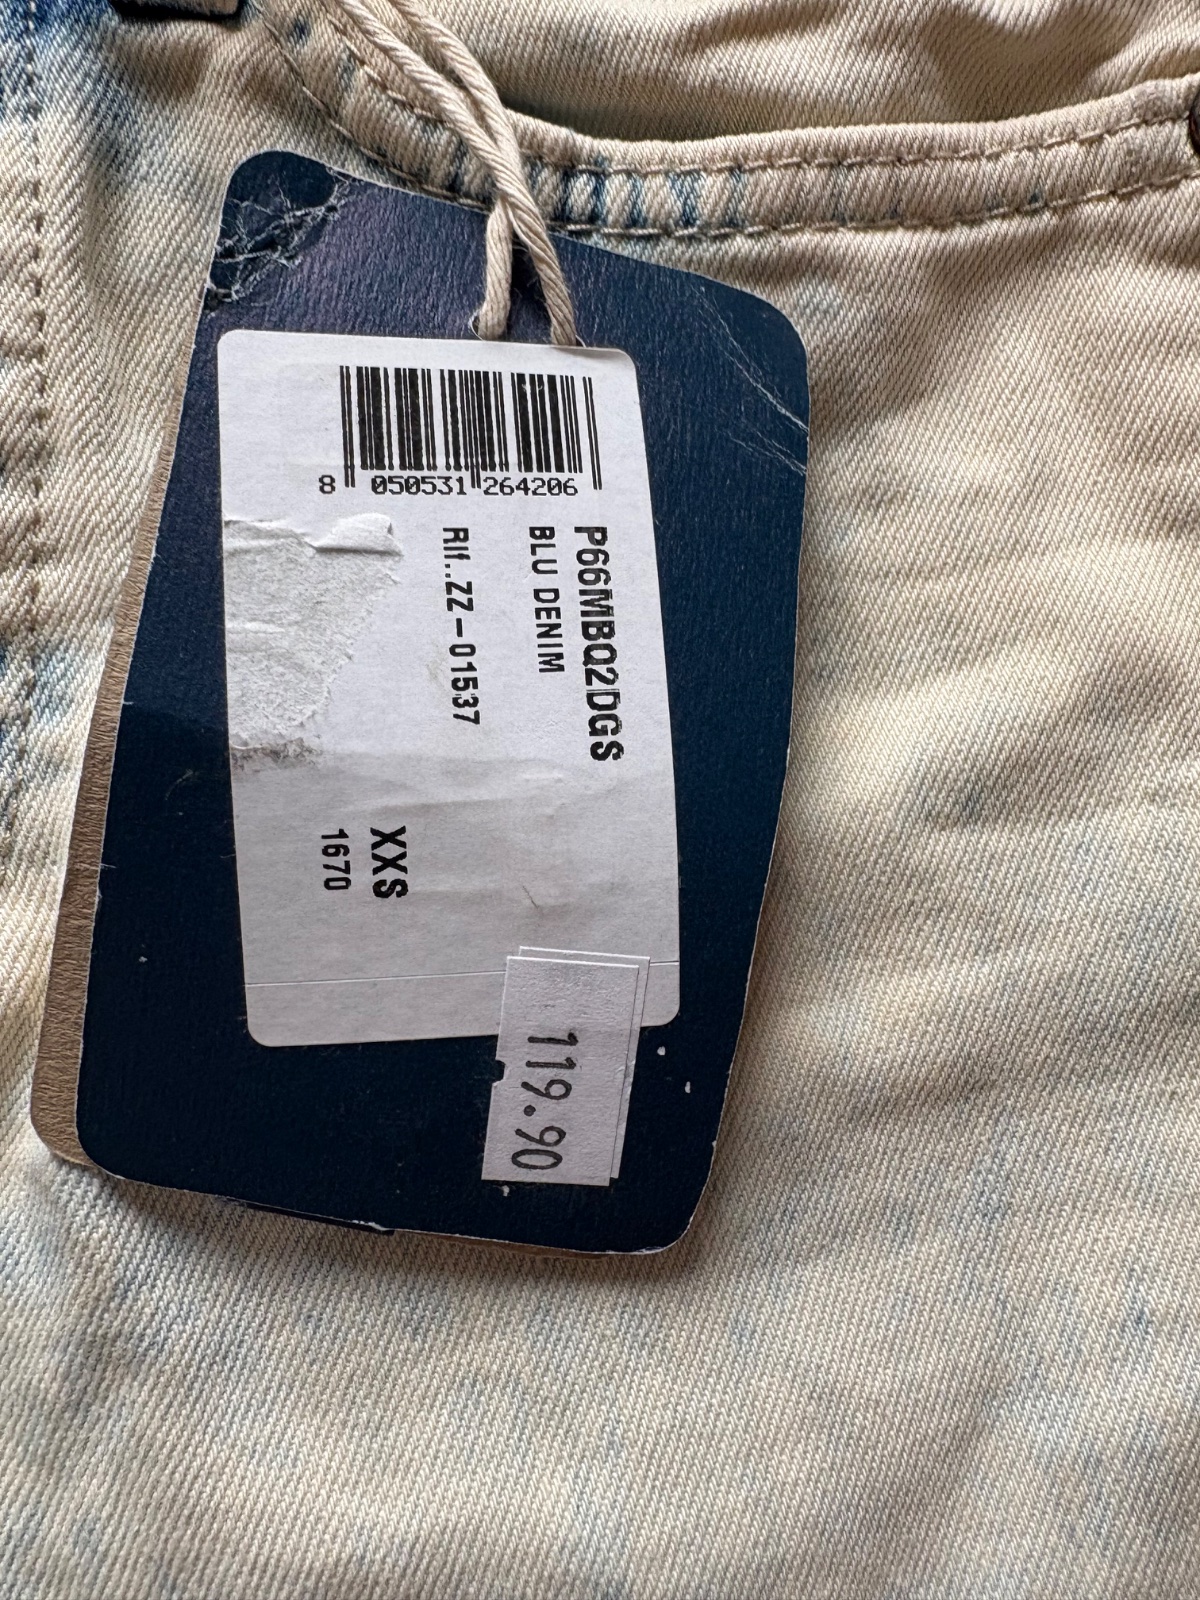 8 050531 264206
P66MBQ2DGS
BLU DENIM
Rif..ZZ-01537
XXS
1670
119.90